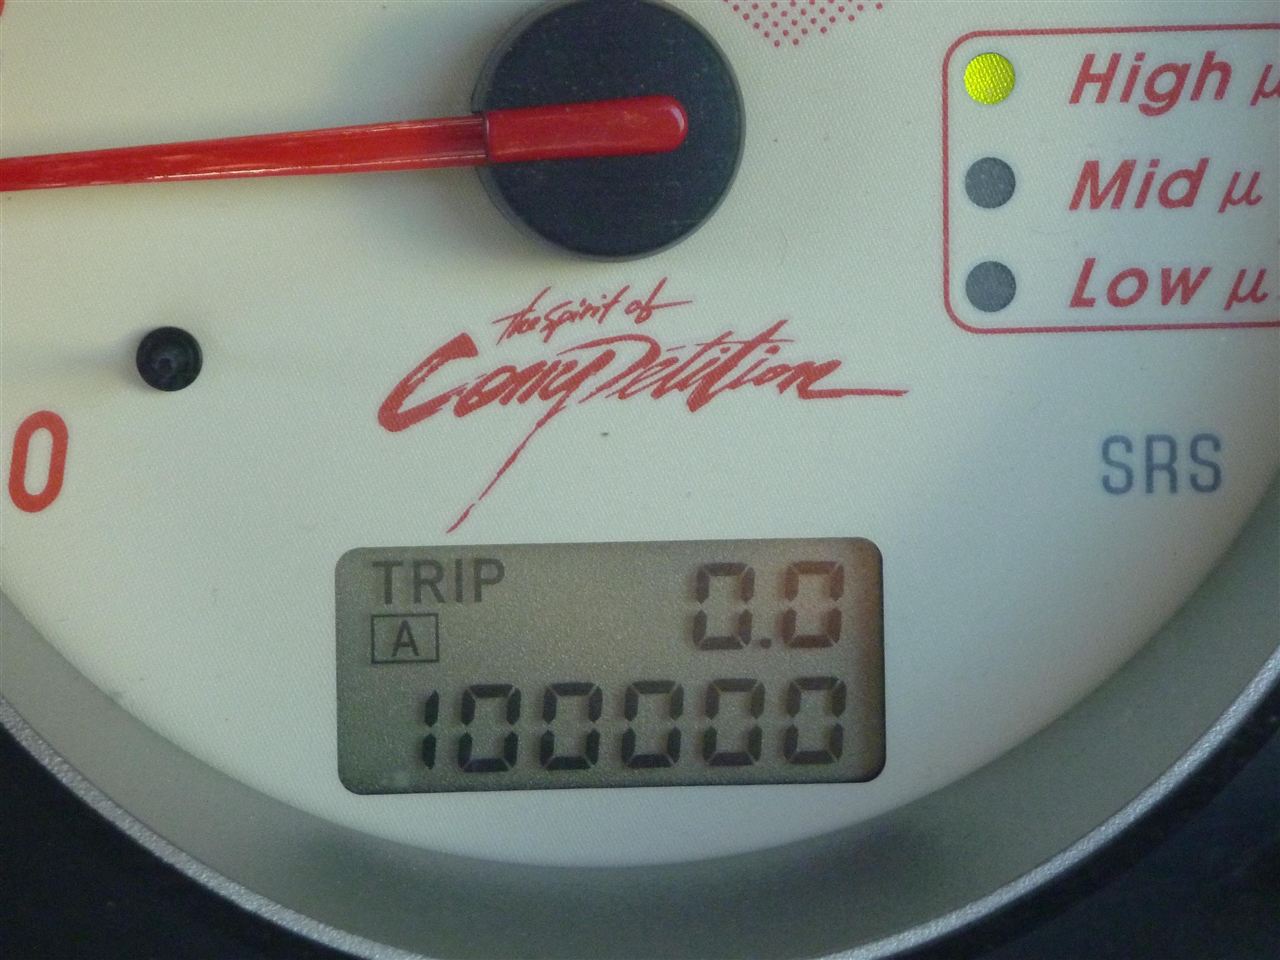 High μ
Mid μ
Low μ
The Spirit of
Competition
0
SRS
TRIP 0.0
A
100000